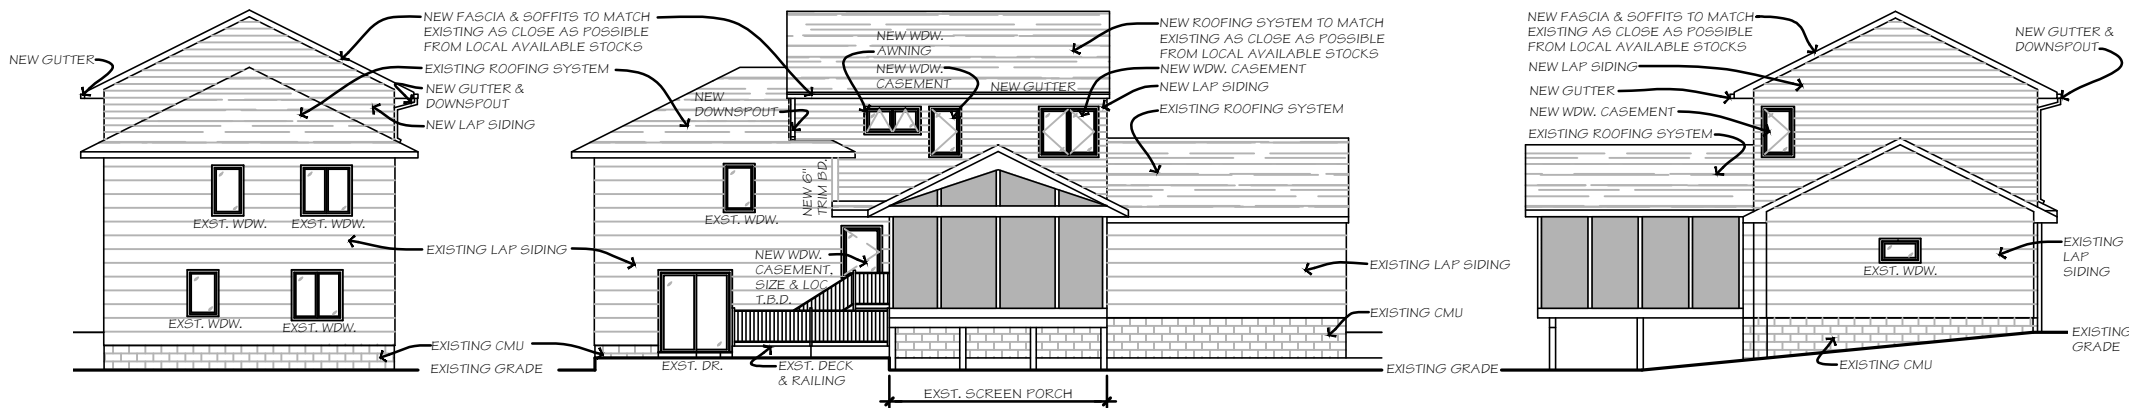 NEW GUTTER
NEW FASCIA & SOFFITS TO MATCH
EXISTING AS CLOSE AS POSSIBLE
FROM LOCAL AVAILABLE STOCKS
EXISTING ROOFING SYSTEM
NEW GUTTER &
DOWNSPOUT
NEW LAP SIDING
EXST. WDW.
EXST. WDW.
EXISTING LAP SIDING
EXST. WDW.
EXST. WDW.
EXISTING CMU
EXISTING GRADE
NEW WDW.
AWNING
NEW WDW.
CASEMENT
NEW GUTTER
NEW
DOWNSPOUT
NEW ROOFING SYSTEM TO MATCH
EXISTING AS CLOSE AS POSSIBLE
FROM LOCAL AVAILABLE STOCKS
NEW WDW. CASEMENT
NEW LAP SIDING
EXISTING ROOFING SYSTEM
NEW 6"
TRIM BD.
EXST. WDW.
NEW WDW.
CASEMENT.
SIZE & LOC.
T.B.D.
EXISTING LAP SIDING
EXISTING CMU
EXST. DR.
EXST. DECK
& RAILING
EXST. SCREEN PORCH
EXISTING GRADE
NEW FASCIA & SOFFITS TO MATCH
EXISTING AS CLOSE AS POSSIBLE
FROM LOCAL AVAILABLE STOCKS
NEW LAP SIDING
NEW GUTTER
NEW WDW. CASEMENT
EXISTING ROOFING SYSTEM
NEW GUTTER &
DOWNSPOUT
EXST. WDW.
EXISTING
LAP
SIDING
EXISTING
GRADE
EXISTING CMU